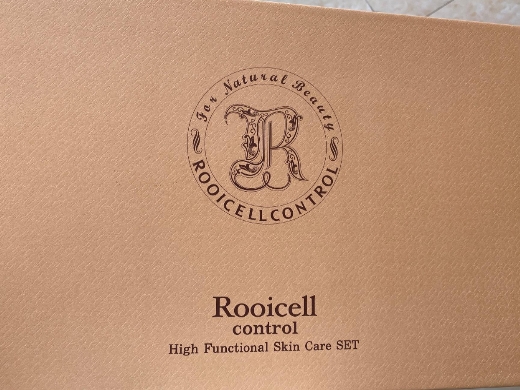 For Natural Beauty
R
ROOICELLCONTROL
Rooicell
control
High Functional Skin Care SET